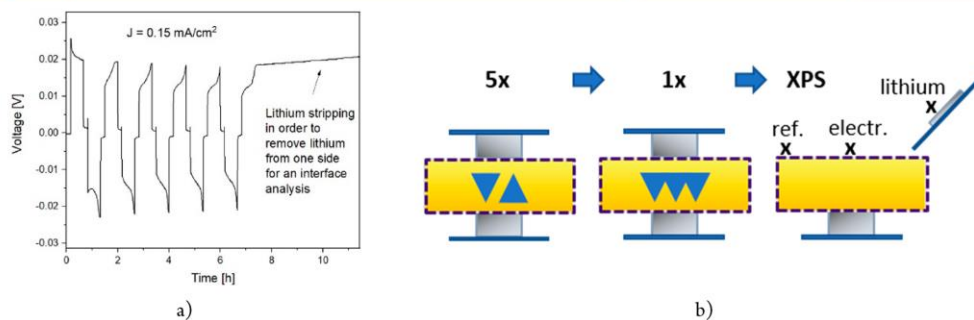 J = 0.15 mA/cm²
0.03
0.02
0.01
0.00
-0.01
-0.02
-0.03
Voltage [V]
Lithium stripping
in order to
remove lithium
from one side
for an interface
analysis
0 2 4 6 8 10
Time [h]
a)
5x 1x XPS
lithium
x
ref. electr.
x x
b)